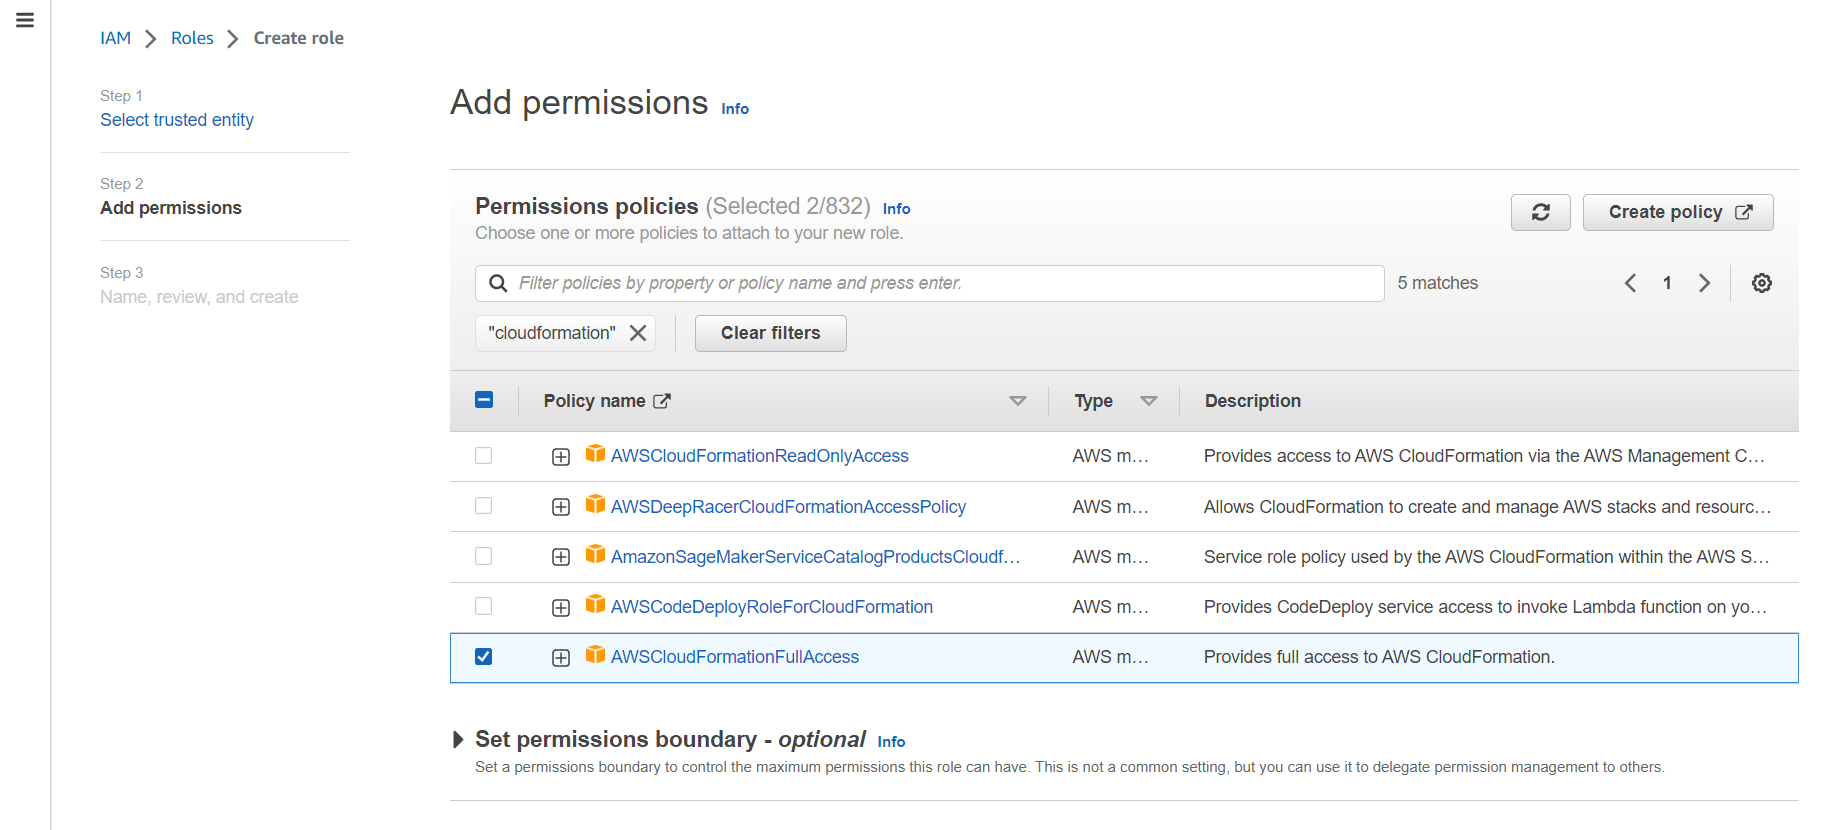 IAM > Roles > Create role
Step 1
Select trusted entity
Step 2
Add permissions
Step 3
Name, review, and create
Add permissions Info
Permissions policies (Selected 2/832) Info
Choose one or more policies to attach to your new role.
Create policy
Filter policies by property or policy name and press enter.
5 matches
1
"cloudformation"
Clear filters
Policy name Type Description
AWSCloudFormationReadOnlyAccess AWS m… Provides access to AWS CloudFormation via the AWS Management C…
AWSDeepRacerCloudFormationAccessPolicy AWS m… Allows CloudFormation to create and manage AWS stacks and resourc…
AmazonSageMakerServiceCatalogProductsCloudf… AWS m… Service role policy used by the AWS CloudFormation within the AWS S…
AWSCodeDeployRoleForCloudFormation AWS m… Provides CodeDeploy service access to invoke Lambda function on yo…
AWSCloudFormationFullAccess AWS m… Provides full access to AWS CloudFormation.
Set permissions boundary - optional Info
Set a permissions boundary to control the maximum permissions this role can have. This is not a common setting, but you can use it to delegate permission management to others.